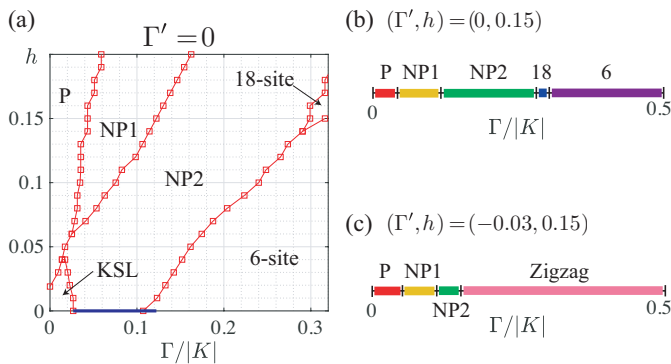 (a)
Γ′=0
h
0.15
0.1
0.05
0
P
NP1
18-site
NP2
KSL
6-site
0 0.1 0.2 0.3
Γ/|K|
(b) (Γ′, h)=(0, 0.15)
P NP1 NP2 18 6
0 0.5
Γ/|K|
(c) (Γ′, h)=(−0.03, 0.15)
P NP1 Zigzag
NP2
0 0.5
Γ/|K|